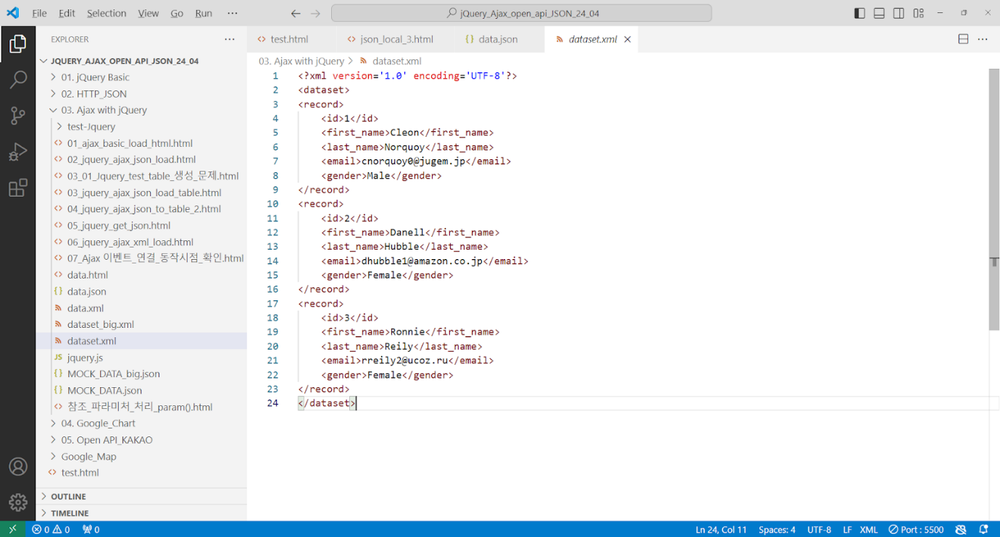 File Edit Selection View Go Run ···
jQuery_Ajax_open_api_JSON_24_04
EXPLORER
JQUERY_AJAX_OPEN_API_JSON_24_04
01. jQuery Basic
02. HTTP_JSON
03. Ajax with jQuery
test-Jquery
01_ajax_basic_load_html.html
02_jquery_ajax_json_load.html
03_01_Jquery_test_table_생성_문제.html
03_jquery_ajax_json_load_table.html
04_jquery_ajax_json_to_table_2.html
05_jquery_get_json.html
06_jquery_ajax_xml_load.html
07_Ajax 이벤트_연결_동작시점_확인.html
data.html
data.json
data.xml
dataset_big.xml
dataset.xml
JS jquery.js
MOCK_DATA_big.json
MOCK_DATA.json
참조_파라미처_처리_param().html
04. Google_Chart
05. Open API_KAKAO
Google_Map
test.html
OUTLINE
TIMELINE
test.html json_local_3.html data.json dataset.xml
03. Ajax with jQuery > dataset.xml
1 <?xml version='1.0' encoding='UTF-8'?>
2 <dataset>
3 <record>
4 <id>1</id>
5 <first_name>Cleon</first_name>
6 <last_name>Norquoy</last_name>
7 <email>cnorquoy0@jugem.jp</email>
8 <gender>Male</gender>
9 </record>
10 <record>
11 <id>2</id>
12 <first_name>Danell</first_name>
13 <last_name>Hubble</last_name>
14 <email>dhubble1@amazon.co.jp</email>
15 <gender>Female</gender>
16 </record>
17 <record>
18 <id>3</id>
19 <first_name>Ronnie</first_name>
20 <last_name>Reily</last_name>
21 <email>rreily2@ucoz.ru</email>
22 <gender>Female</gender>
23 </record>
24 </dataset>
0 0 0 Ln 24, Col 11 Spaces: 4 UTF-8 LF XML Port : 5500